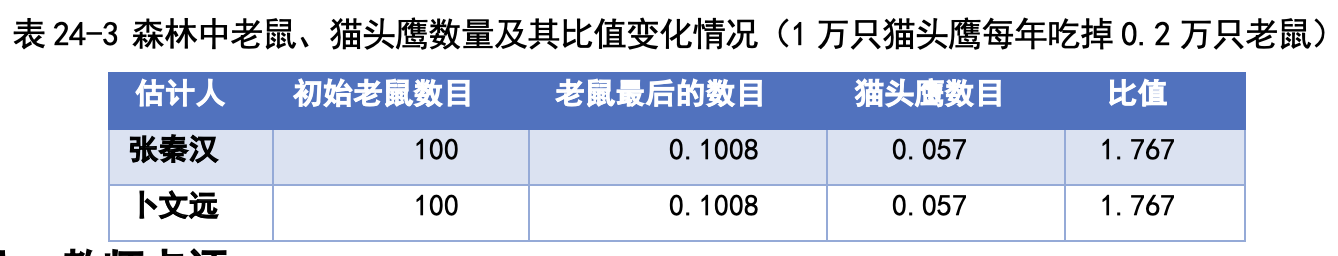 表 24-3 森林中老鼠、猫头鹰数量及其比值变化情况（1 万只猫头鹰每年吃掉 0.2 万只老鼠）
估计人 初始老鼠数目 老鼠最后的数目 猫头鹰数目 比值
张秦汉 100 0.1008 0.057 1.767
卜文远 100 0.1008 0.057 1.767